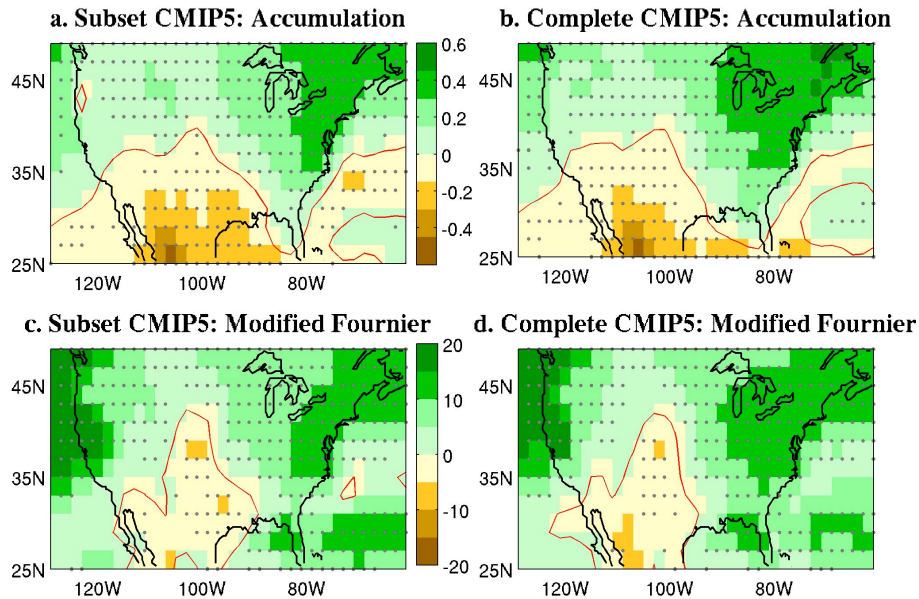 a. Subset CMIP5: Accumulation
b. Complete CMIP5: Accumulation
45N
35N
25N
120W
100W
80W
0.6
0.4
0.2
0
-0.2
-0.4
45N
35N
25N
120W
100W
80W
c. Subset CMIP5: Modified Fournier
d. Complete CMIP5: Modified Fournier
45N
35N
25N
120W
100W
80W
20
10
0
-10
-20
45N
35N
25N
120W
100W
80W